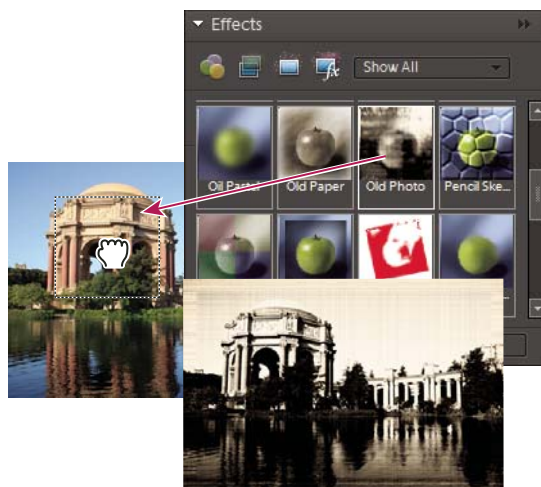 Effects
Show All
Oil Pastel
Old Paper
Old Photo
Pencil Ske...